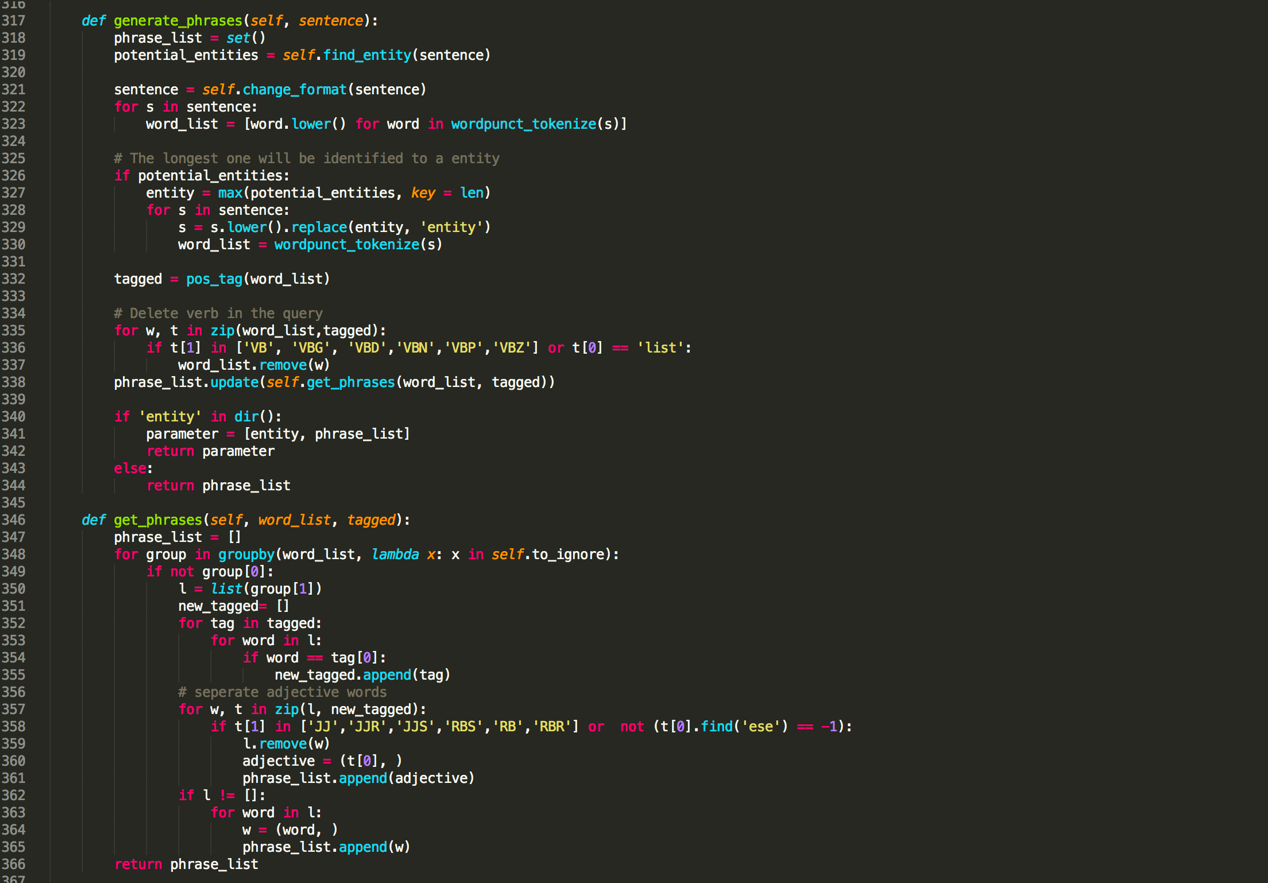 316
317 def generate_phrases(self, sentence):
318 phrase_list = set()
319 potential_entities = self.find_entity(sentence)
320
321 sentence = self.change_format(sentence)
322 for s in sentence:
323 word_list = [word.lower() for word in wordpunct_tokenize(s)]
324
325 # The longest one will be identified to a entity
326 if potential_entities:
327 entity = max(potential_entities, key = len)
328 for s in sentence:
329 s = s.lower().replace(entity, 'entity')
330 word_list = wordpunct_tokenize(s)
331
332 tagged = pos_tag(word_list)
333
334 # Delete verb in the query
335 for w, t in zip(word_list,tagged):
336 if t[1] in ['VB', 'VBG', 'VBD','VBN','VBP','VBZ'] or t[0] == 'list':
337 word_list.remove(w)
338 phrase_list.update(self.get_phrases(word_list, tagged))
339
340 if 'entity' in dir():
341 parameter = [entity, phrase_list]
342 return parameter
343 else:
344 return phrase_list
345
346 def get_phrases(self, word_list, tagged):
347 phrase_list = []
348 for group in groupby(word_list, lambda x: x in self.to_ignore):
349 if not group[0]:
350 l = list(group[1])
351 new_tagged= []
352 for tag in tagged:
353 for word in l:
354 if word == tag[0]:
355 new_tagged.append(tag)
356 # seperate adjective words
357 for w, t in zip(l, new_tagged):
358 if t[1] in ['JJ','JJR','JJS','RBS','RB','RBR'] or  not (t[0].find('ese') == -1):
359 l.remove(w)
360 adjective = (t[0], )
361 phrase_list.append(adjective)
362 if l != []:
363 for word in l:
364 w = (word, )
365 phrase_list.append(w)
366 return phrase_list
367